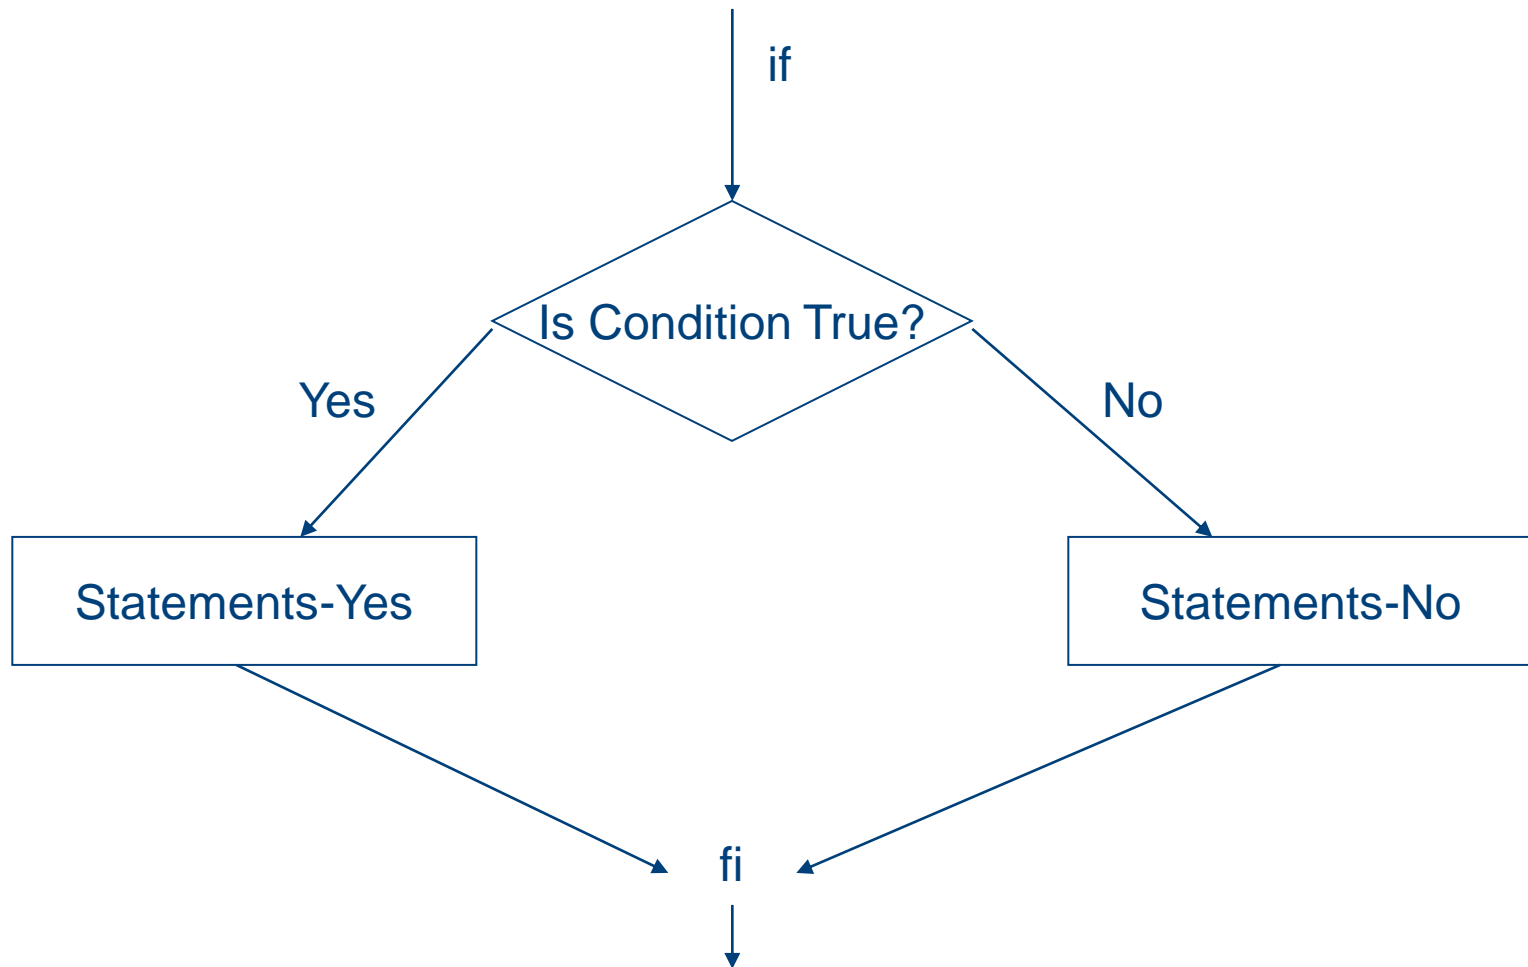 if
Is Condition True?
Yes
No
Statements-Yes
Statements-No
fi